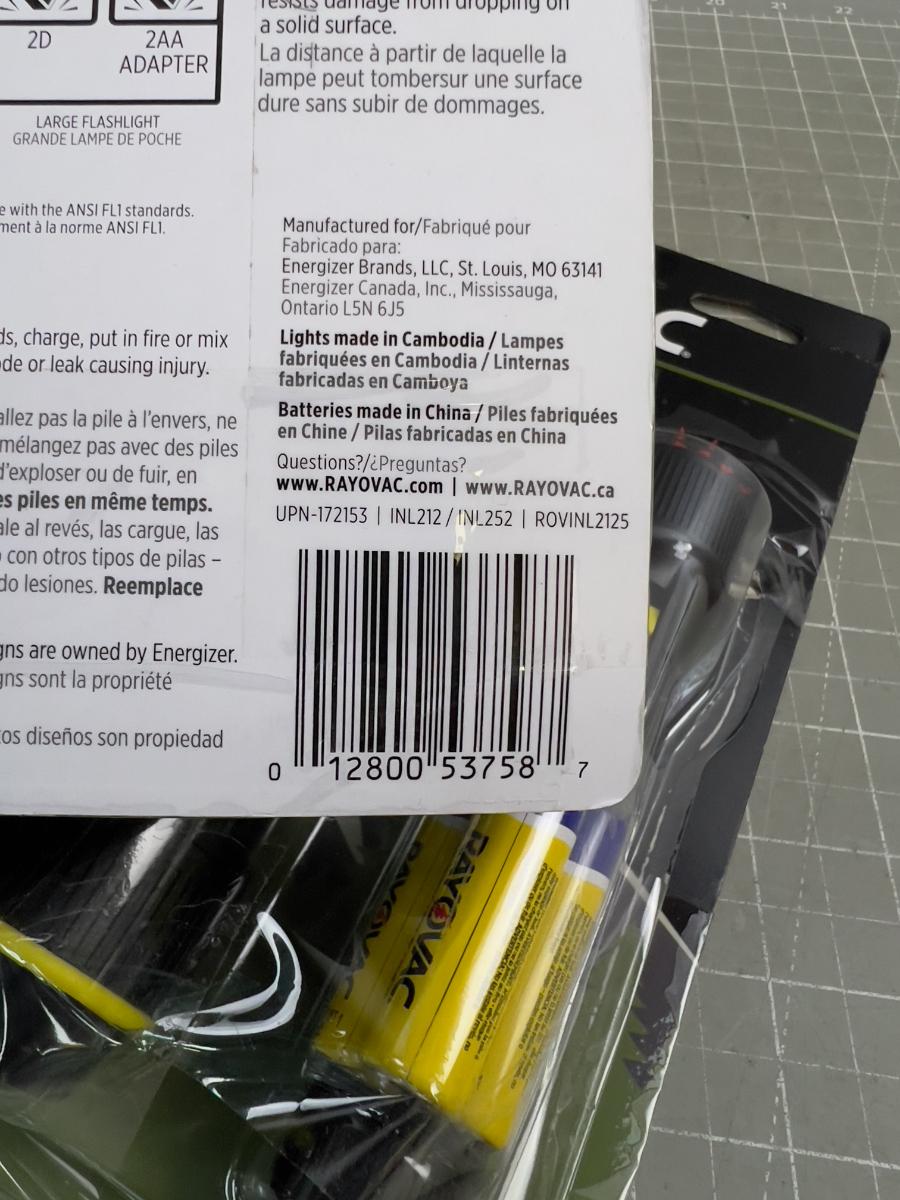 2D
2AA
ADAPTER
LARGE FLASHLIGHT
GRANDE LAMPE DE POCHE
resists damage from dropping on
a solid surface.
La distance à partir de laquelle la
lampe peut tombersur une surface
dure sans subir de dommages.
e with the ANSI FL1 standards.
ment à la norme ANSI FL1.
ds, charge, put in fire or mix
ode or leak causing injury.
allez pas la pile à l'envers, ne
mélangez pas avec des piles
d'exploser ou de fuir, en
es piles en même temps.
ale al revés, las cargue, las
o con otros tipos de pilas –
do lesiones. Reemplace
gns are owned by Energizer.
gns sont la propriété
tos diseños son propiedad
Manufactured for/Fabriqué pour
Fabricado para:
Energizer Brands, LLC, St. Louis, MO 63141
Energizer Canada, Inc., Mississauga,
Ontario L5N 6J5
Lights made in Cambodia / Lampes
fabriquées en Cambodia / Linternas
fabricadas en Camboya
Batteries made in China / Piles fabriquées
en Chine / Pilas fabricadas en China
Questions?/¿Preguntas?
www.RAYOVAC.com | www.RAYOVAC.ca
UPN-172153 | INL212 / INL252 | ROVINL2125
0 12800 53758 7
C®
RAYOVAC
RAYOVAC
20 21 22